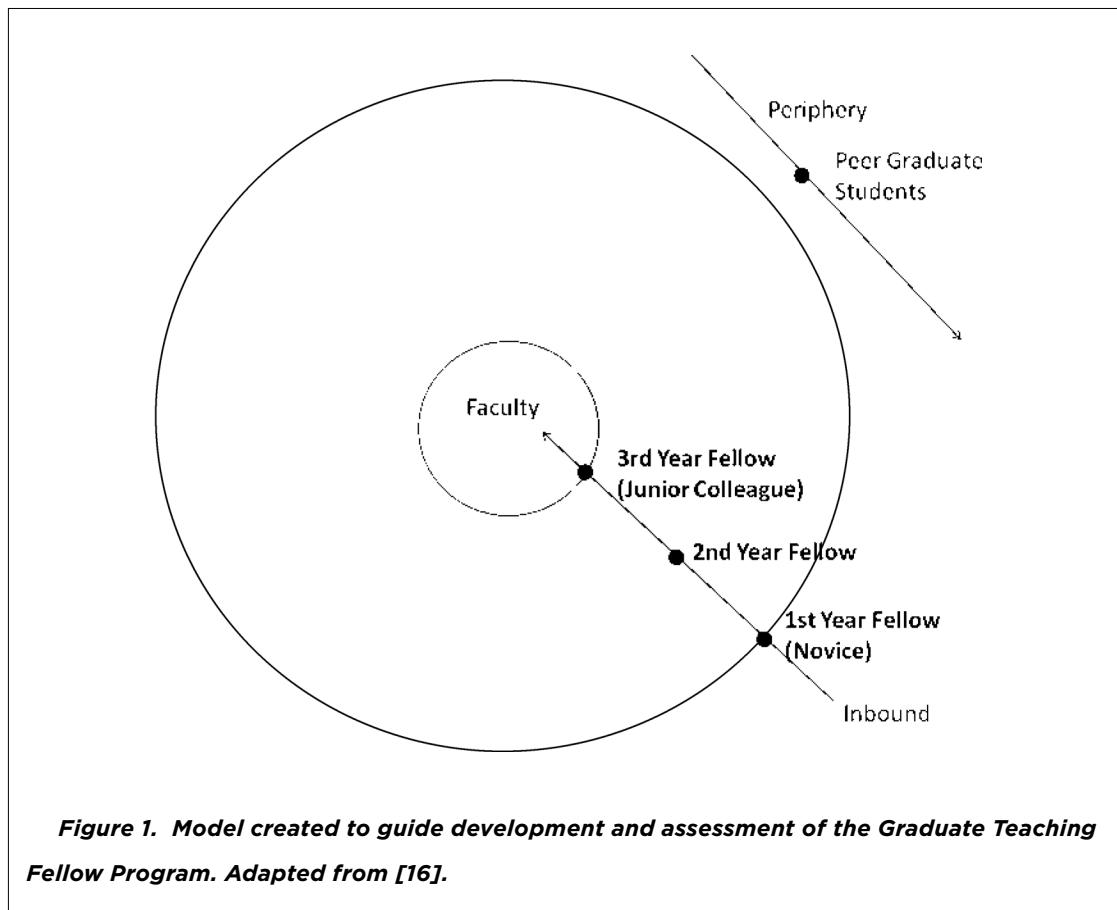 Periphery
Peer Graduate
Students
Faculty
3rd Year Fellow
(Junior Colleague)
2nd Year Fellow
1st Year Fellow
(Novice)
Inbound
Figure 1. Model created to guide development and assessment of the Graduate Teaching
Fellow Program. Adapted from [16].